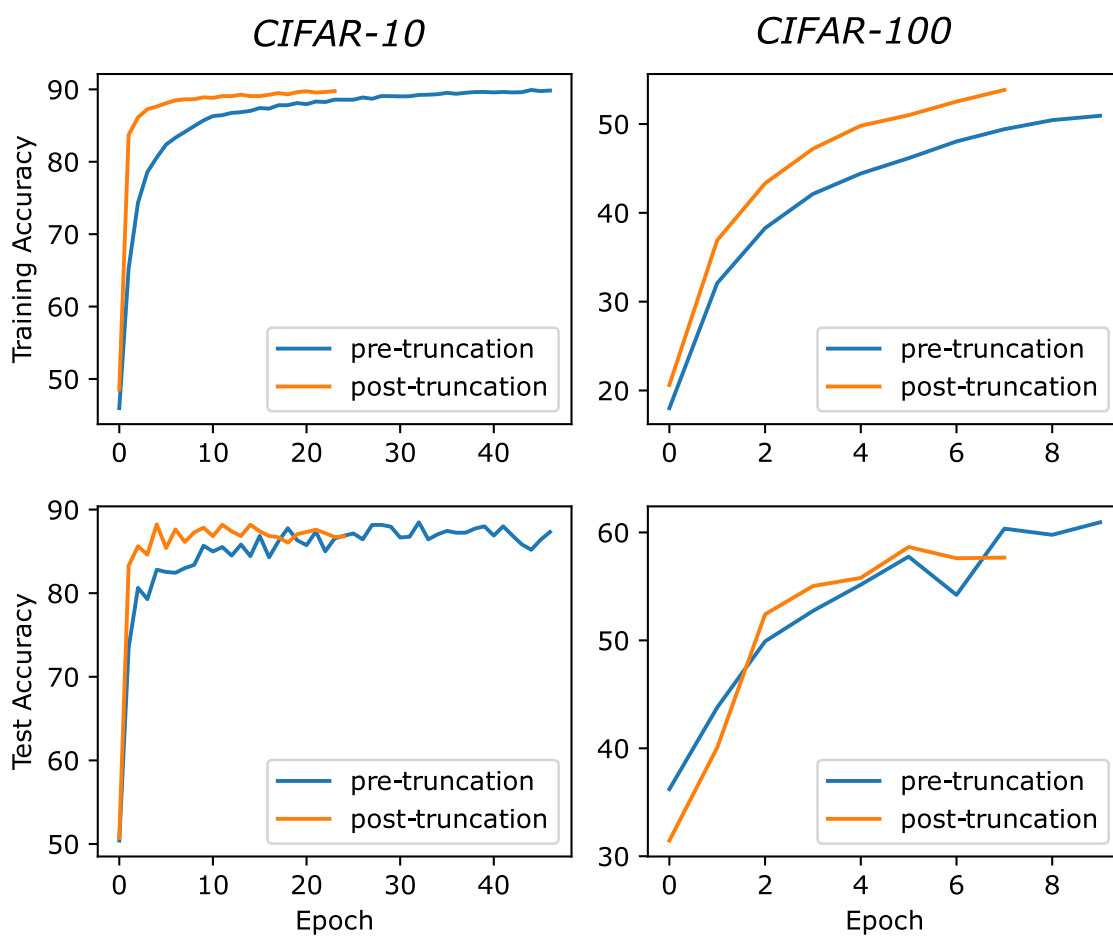 CIFAR-10
CIFAR-100
Training Accuracy
90
80
70
60
50
0 10 20 30 40
pre-truncation
post-truncation
50
40
30
20
0 2 4 6 8
pre-truncation
post-truncation
Test Accuracy
90
80
70
60
50
0 10 20 30 40
Epoch
pre-truncation
post-truncation
60
50
40
30
0 2 4 6 8
Epoch
pre-truncation
post-truncation